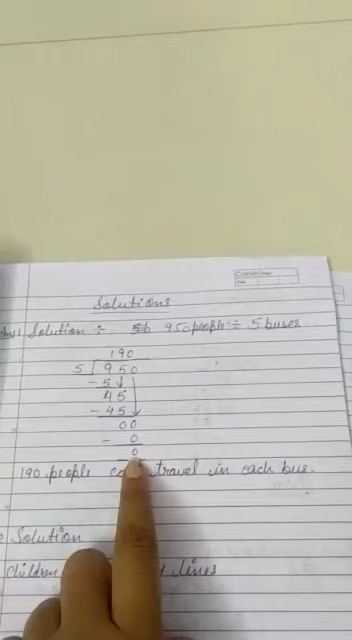 Solutions
Solution ÷ 950 people ÷ 5 buses
190
5 950
- 5
45
- 45
00
- 0
0
190 people travel in each bus.
Solution
children lines